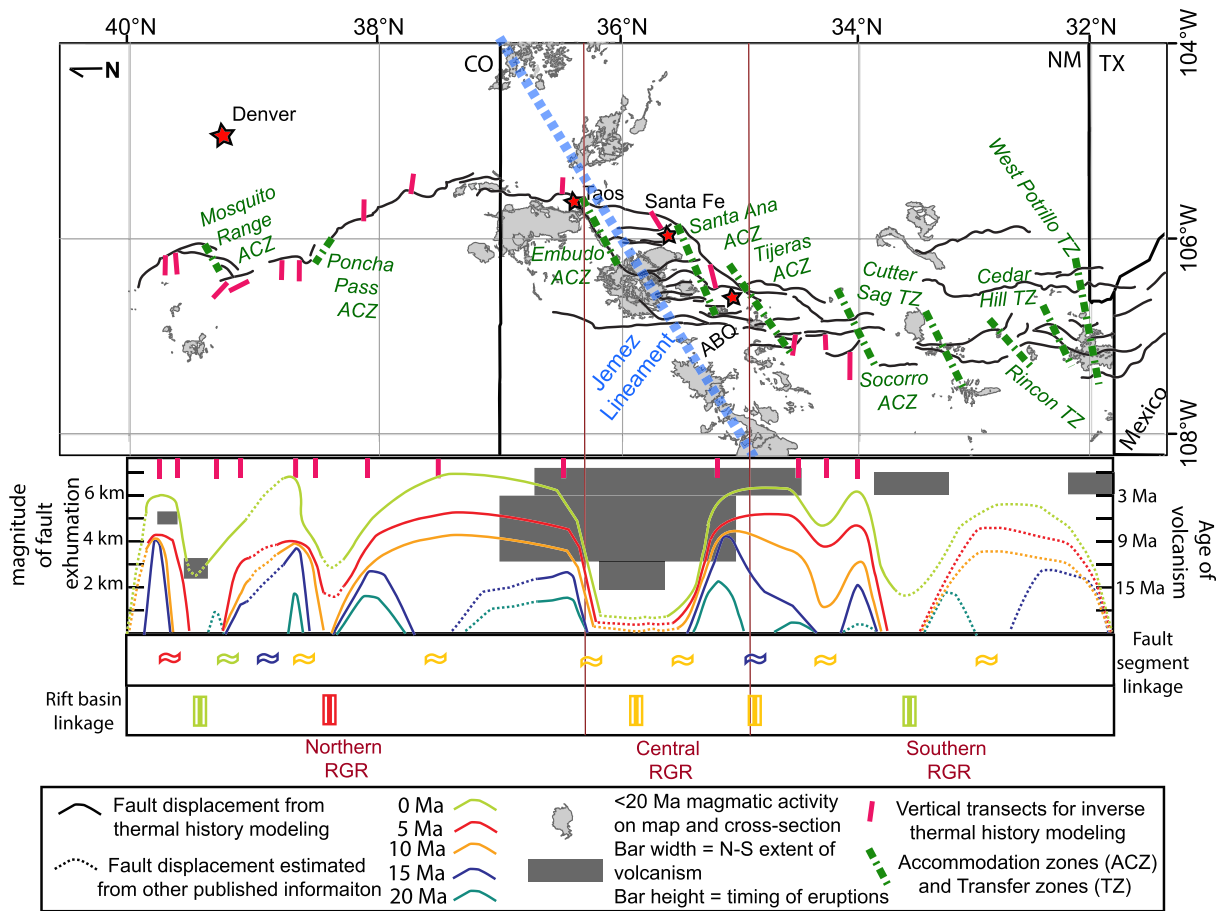 40°N
38°N
36°N
34°N
32°N
104°W
N
CO
NM
TX
Denver
Mosquito
Range
ACZ
Poncha
Pass
ACZ
Taos
Embudo
ACZ
Santa Fe
Santa Ana
ACZ
Tijeras
ACZ
ABQ
Jemez
Lineament
Cutter
Sag TZ
Socorro
ACZ
Cedar
Hill TZ
Rincon TZ
West Potrillo TZ
Mexico
106°W
108°W
magnitude
of fault
exhumation
6 km
4 km
2 km
3 Ma
9 Ma
15 Ma
Age of
volcanism
Fault
segment
linkage
Rift basin
linkage
Northern
RGR
Central
RGR
Southern
RGR
Fault displacement from
thermal history modeling
Fault displacement estimated
from other published informaiton
0 Ma
5 Ma
10 Ma
15 Ma
20 Ma
<20 Ma magmatic activity
on map and cross-section
Bar width = N-S extent of
volcanism
Bar height = timing of eruptions
Vertical transects for inverse
thermal history modeling
Accommodation zones (ACZ)
and Transfer zones (TZ)